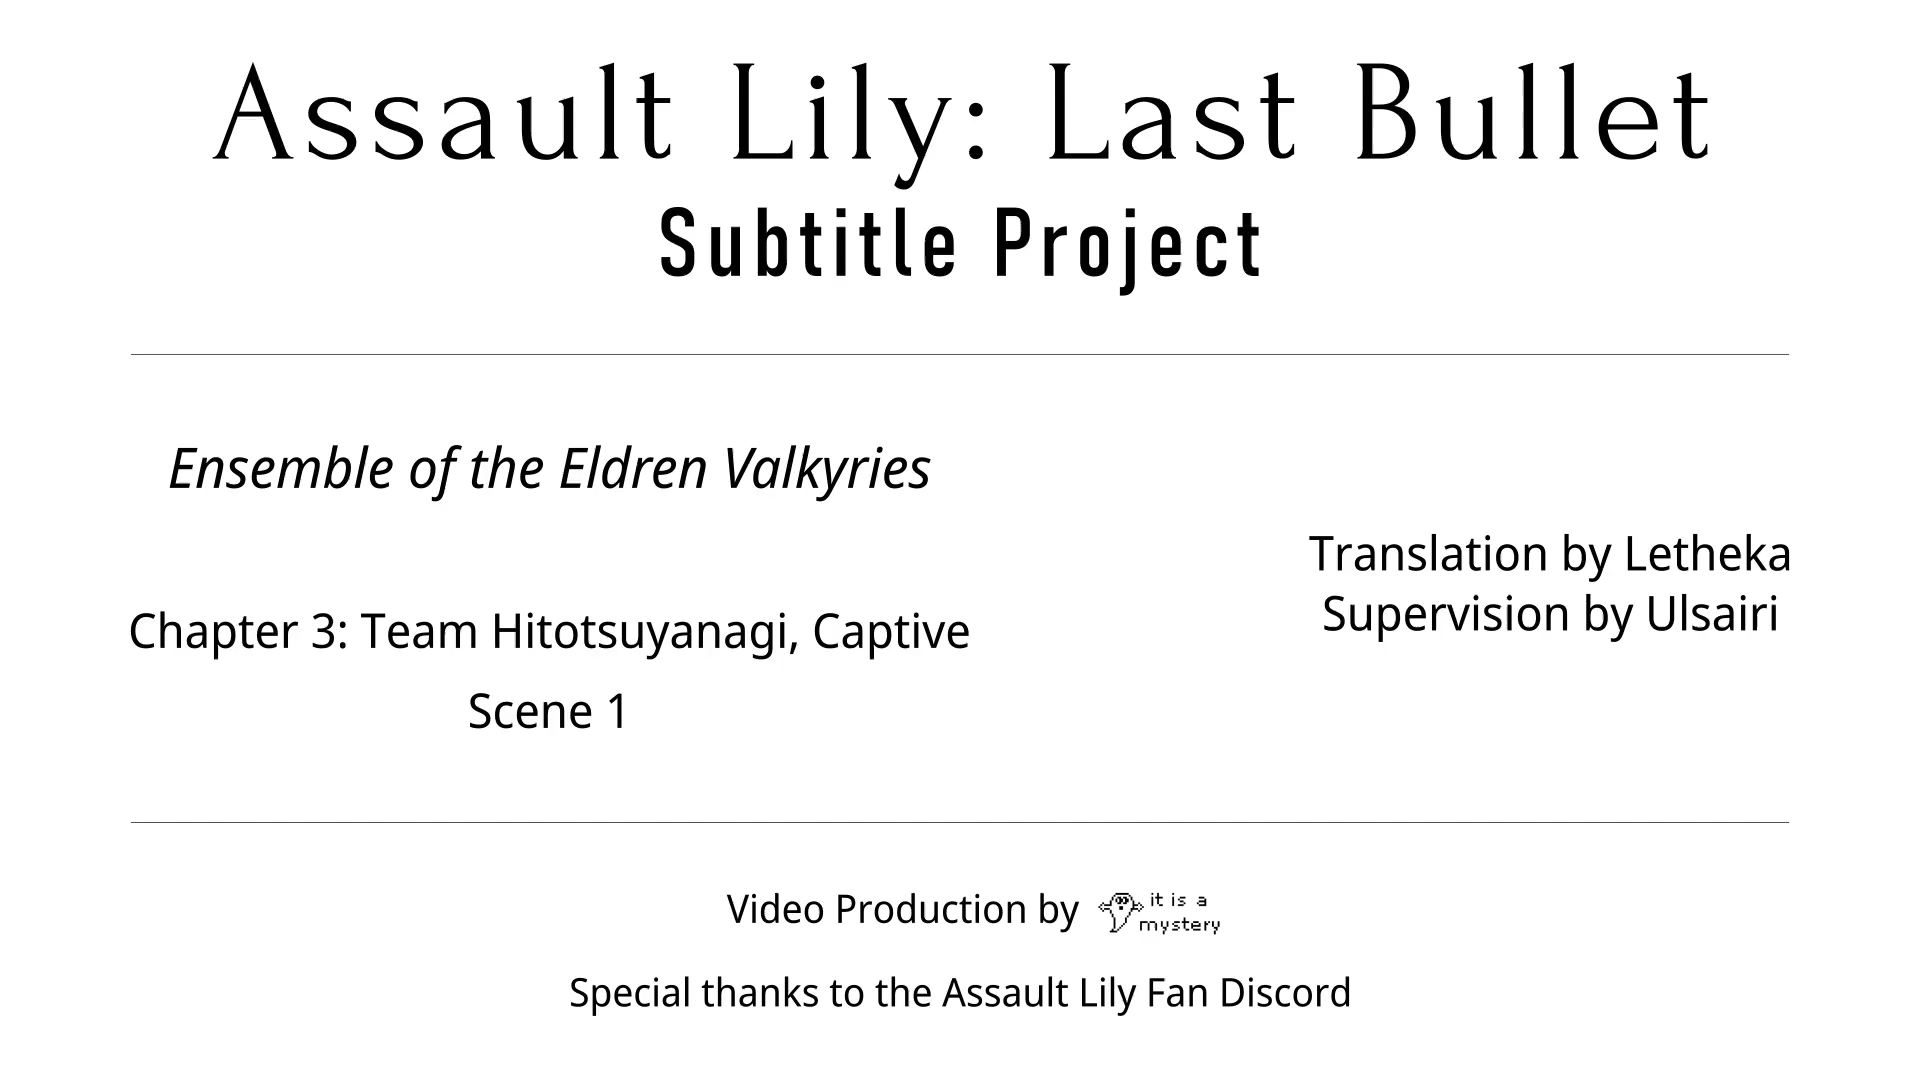 Assault Lily: Last Bullet
Subtitle Project
Ensemble of the Eldren Valkyries
Chapter 3: Team Hitotsuyanagi, Captive
Scene 1
Translation by Letheka
Supervision by Ulsairi
Video Production by it is a mystery
Special thanks to the Assault Lily Fan Discord